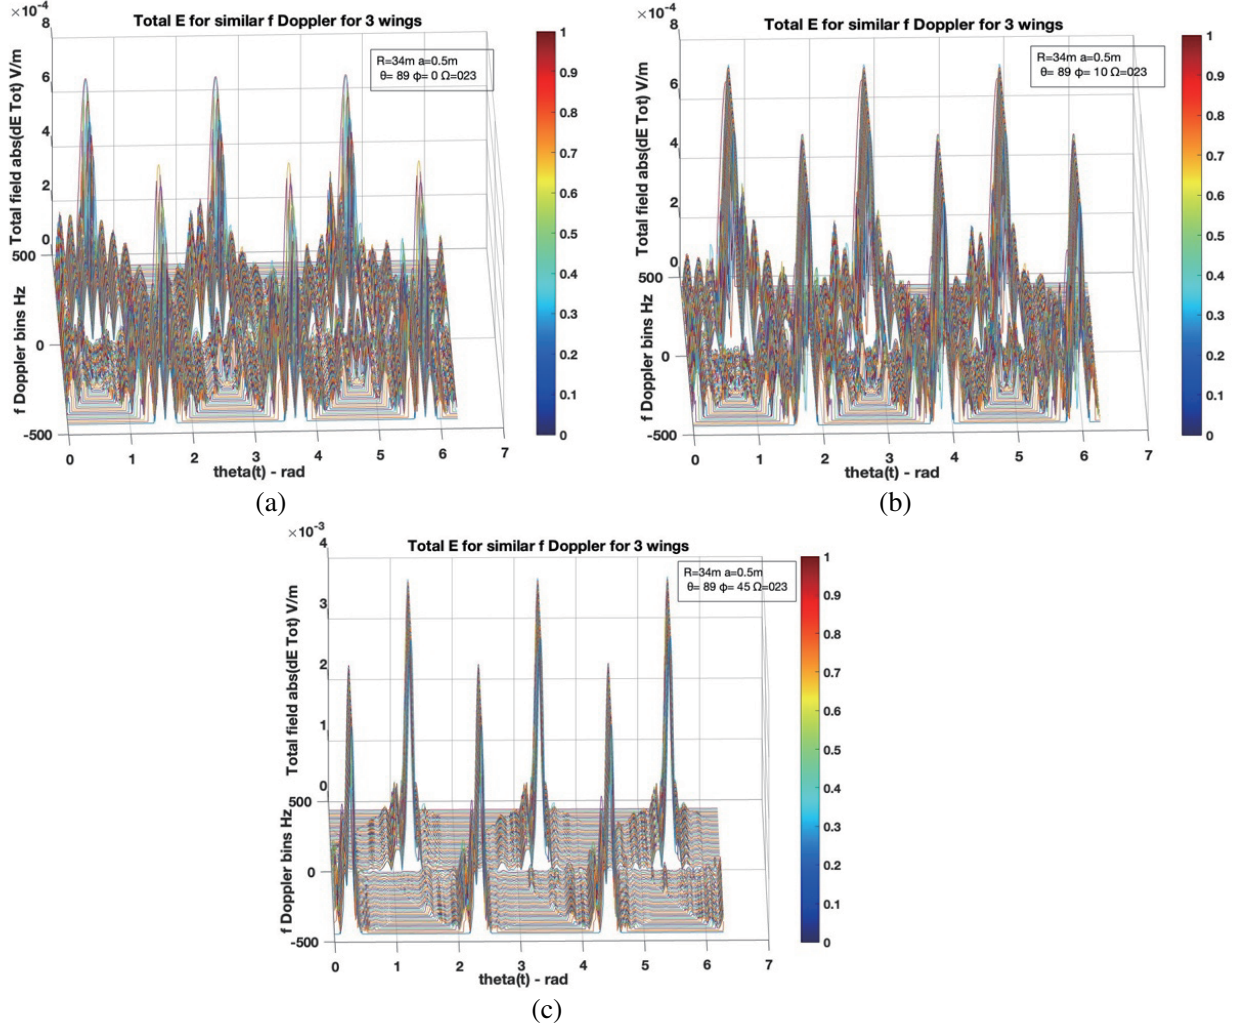 ×10⁻⁴
Total E for similar f Doppler for 3 wings
R=34m a=0.5m
θ= 89 ϕ= 0 Ω=023
Total field abs(dE Tot) V/m
8
6
4
2
0
500
0
-500
f Doppler bins Hz
0 1 2 3 4 5 6 7
theta(t) - rad
1
0.9
0.8
0.7
0.6
0.5
0.4
0.3
0.2
0.1
0
(a)
×10⁻⁴
Total E for similar f Doppler for 3 wings
R=34m a=0.5m
θ= 89 ϕ= 10 Ω=023
Total field abs(dE Tot) V/m
8
6
4
2
0
500
0
-500
f Doppler bins Hz
0 1 2 3 4 5 6 7
theta(t) - rad
1
0.9
0.8
0.7
0.6
0.5
0.4
0.3
0.2
0.1
0
(b)
×10⁻³
Total E for similar f Doppler for 3 wings
R=34m a=0.5m
θ= 89 ϕ= 45 Ω=023
Total field abs(dE Tot) V/m
4
3
2
1
0
500
0
-500
f Doppler bins Hz
0 1 2 3 4 5 6 7
theta(t) - rad
1
0.9
0.8
0.7
0.6
0.5
0.4
0.3
0.2
0.1
0
(c)